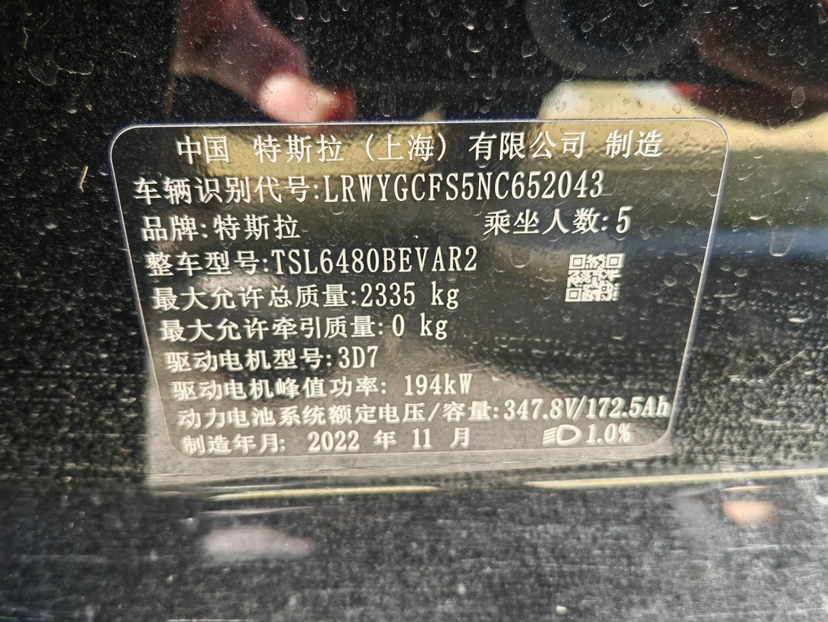 中国 特斯拉（上海）有限公司 制造
车辆识别代号:LRWYGCFS5NC652043
品牌:特斯拉 乘坐人数:5
整车型号:TSL6480BEVAR2
最大允许总质量:2335 kg
最大允许牵引质量:0 kg
驱动电机型号:3D7
驱动电机峰值功率: 194kW
动力电池系统额定电压/容量:347.8V/172.5Ah
制造年月: 2022 年 11 月 1.0%